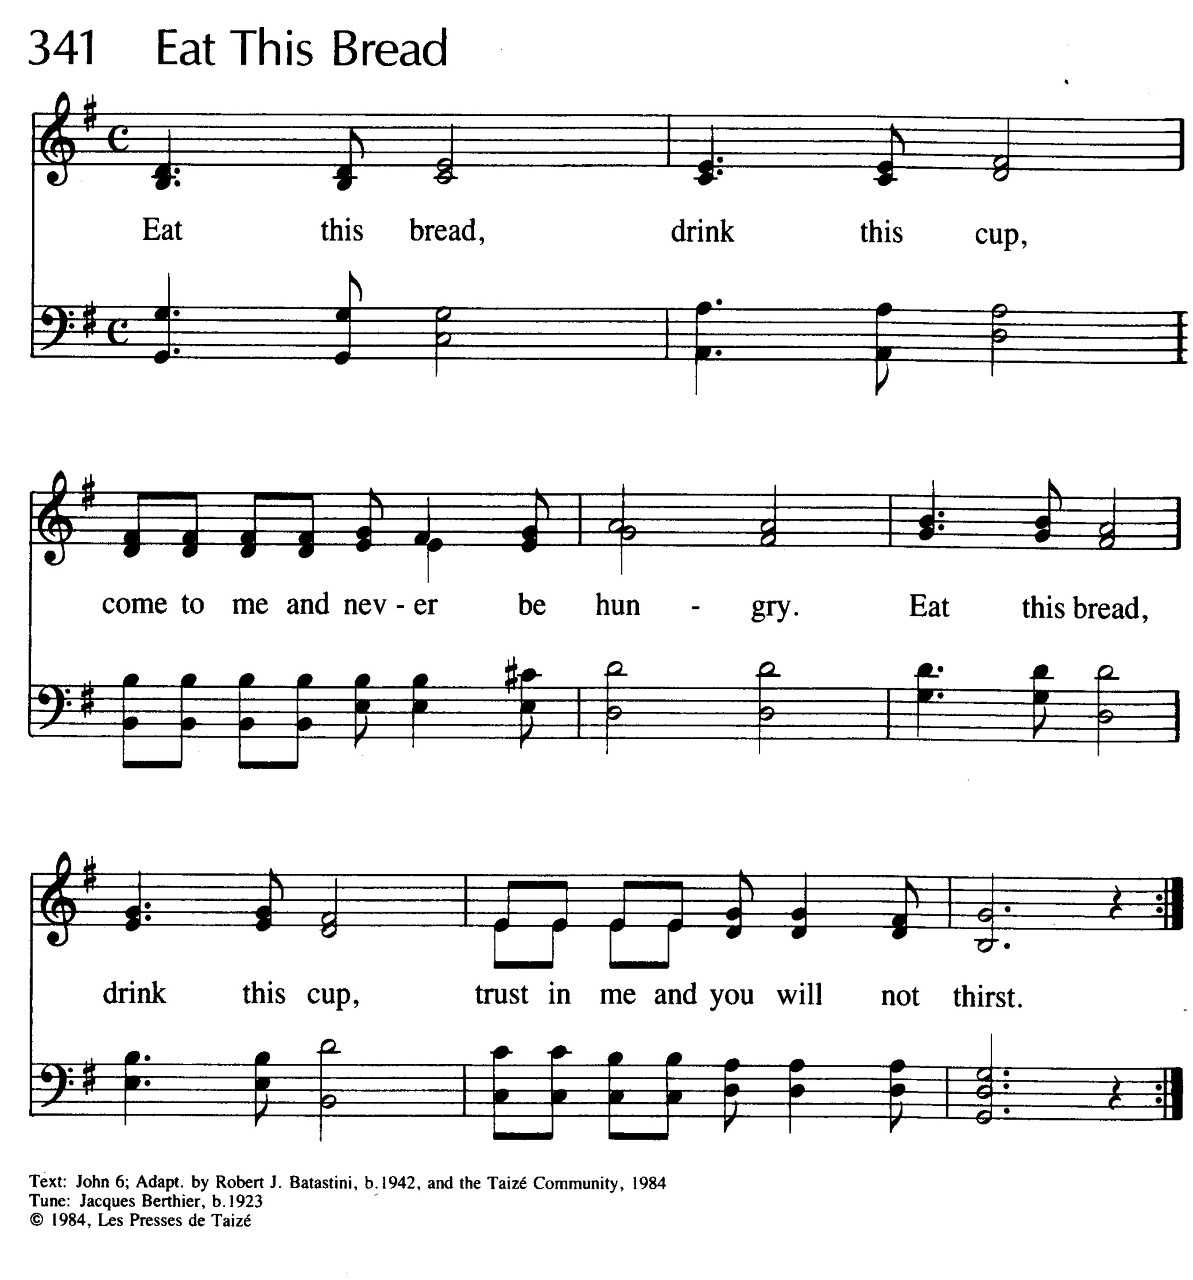 341 Eat This Bread
Eat this bread, drink this cup,
come to me and nev - er be hun - gry. Eat this bread,
drink this cup, trust in me and you will not thirst.
Text: John 6; Adapt. by Robert J. Batastini, b.1942, and the Taizé Community, 1984
Tune: Jacques Berthier, b.1923
© 1984, Les Presses de Taizé